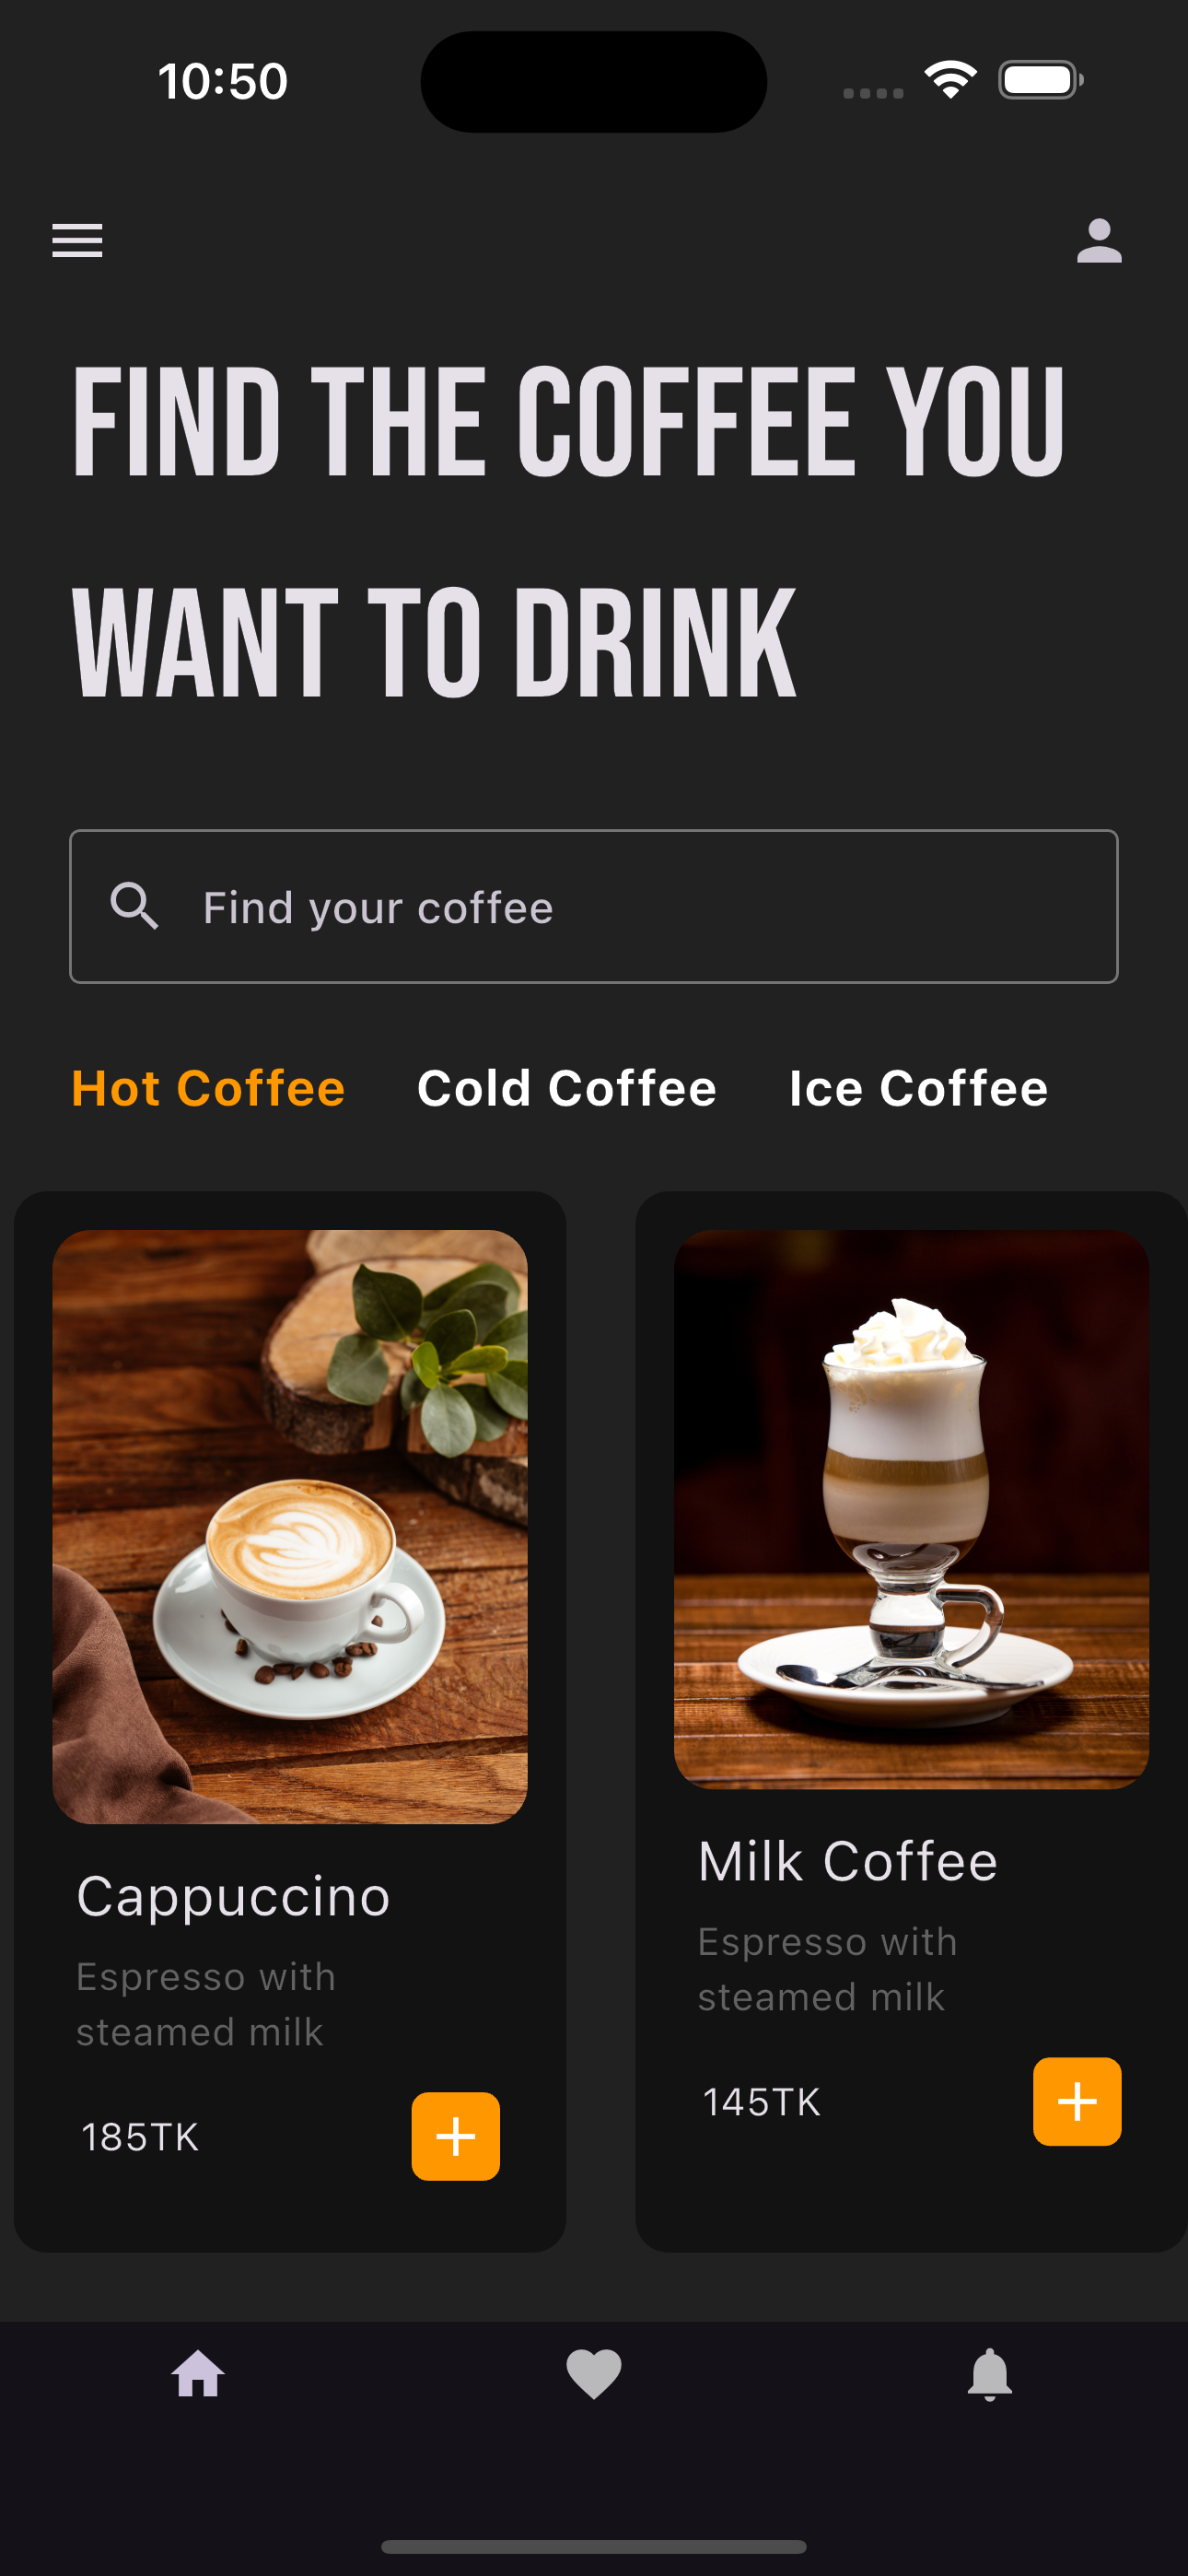 10:50
FIND THE COFFEE YOU
WANT TO DRINK
Find your coffee
Hot Coffee Cold Coffee Ice Coffee
Cappuccino
Espresso with
steamed milk
185TK
Milk Coffee
Espresso with
steamed milk
145TK